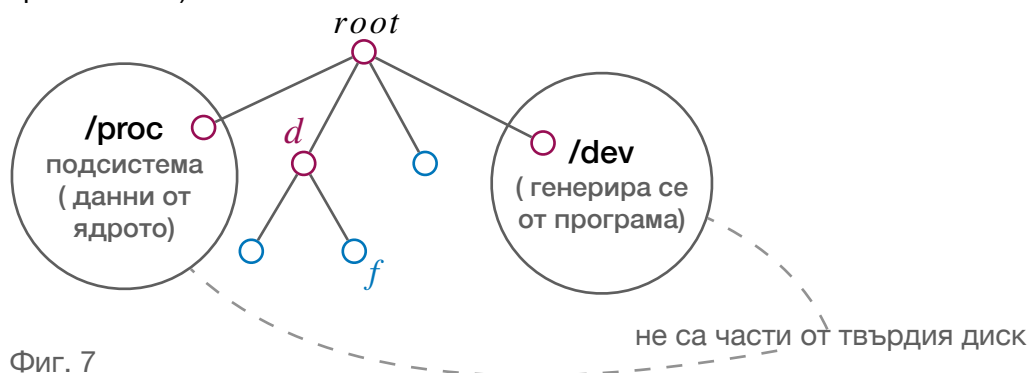 root
/proc
подсистема
( данни от
ядрото)
d
/dev
( генерира се
от програма)
f
не са части от твърдия диск
Фиг. 7